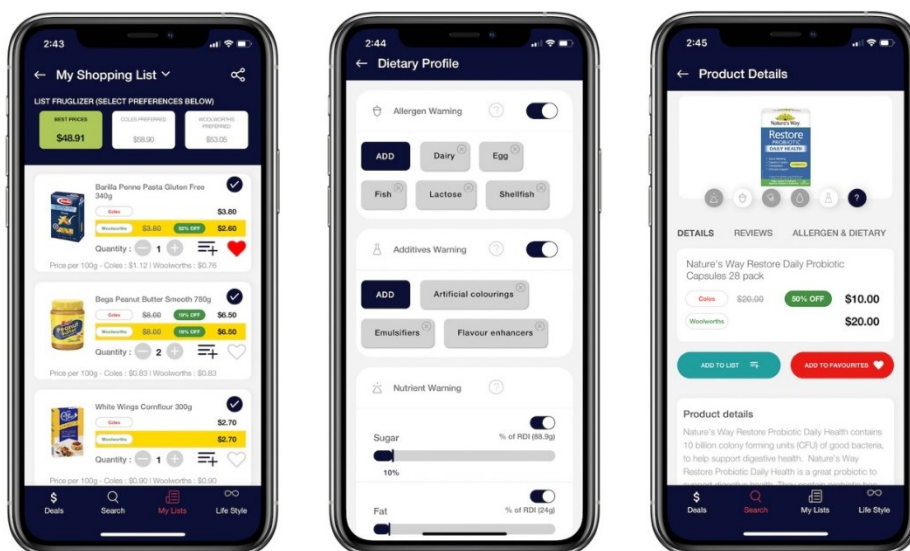 2:43
My Shopping List
LIST FRUGLIZER (SELECT PREFERENCES BELOW)
BEST PRICES COLES PREFERRED WOOLWORTHS
PREFERRED
$48.91 $58.90 $53.05
Barilla Penne Pasta Gluten Free
340g
Coles $3.80
Woolworths $3.80 32% OFF $2.60
Quantity : 1
Price per 100g - Coles : $1.12 | Woolworths : $0.76
Bega Peanut Butter Smooth 780g
Coles $8.00 19% OFF $6.50
Woolworths $8.00 19% OFF $6.50
Quantity : 2
Price per 100g - Coles : $0.83 | Woolworths : $0.83
White Wings Cornflour 300g
Coles $2.70
Woolworths $2.70
Quantity : 1
Price per 100g - Coles : $0.90 | Woolworths : $0.90
Deals Search My Lists Life Style
2:44
Dietary Profile
Allergen Warning ?
ADD Dairy Egg
Fish Lactose Shellfish
Additives Warning ?
ADD Artificial colourings
Emulsifiers Flavour enhancers
Nutrient Warning ?
Sugar % of RDI (88.9g)
10%
Fat % of RDI (24g)
2:45
Product Details
Nature's Way
Restore
PROBIOTIC
DAILY HEALTH
?
DETAILS REVIEWS ALLERGEN & DIETARY
Nature's Way Restore Daily Probiotic
Capsules 28 pack
Coles $20.00 50% OFF $10.00
Woolworths $20.00
ADD TO LIST ADD TO FAVOURITES
Product details
Nature's Way Restore Probiotic Daily Health contains
10 billion colony forming units (CFU) of good bacteria,
to help support digestive health. Nature's Way
Restore Probiotic Daily Health is a great probiotic to
support digestive health. They contain probiotic
$
Deals Search My Lists Life Style